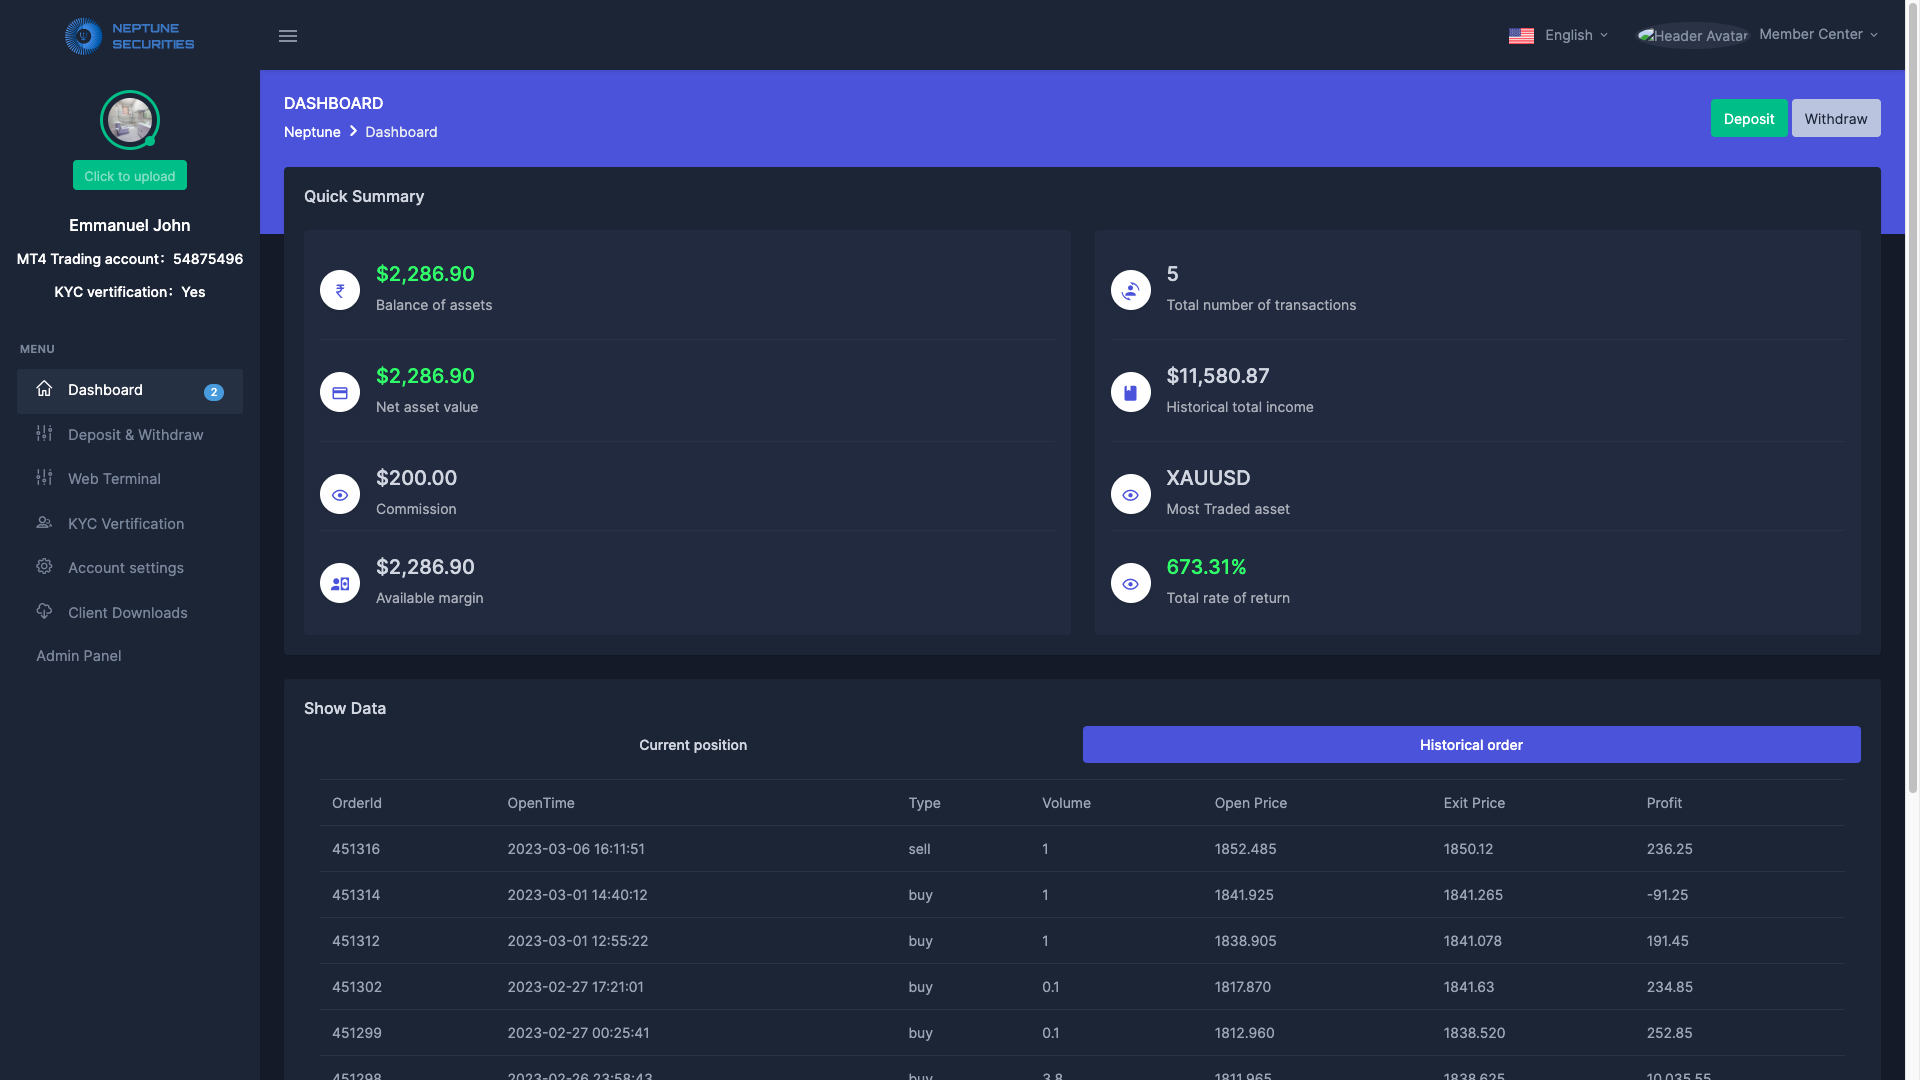 NEPTUNE
SECURITIES
English
Header Avatar
Member Center
DASHBOARD
Neptune > Dashboard
Deposit
Withdraw
Click to upload
Emmanuel John
MT4 Trading account：54875496
KYC vertification：Yes
MENU
Dashboard 2
Deposit & Withdraw
Web Terminal
KYC Vertification
Account settings
Client Downloads
Admin Panel
Quick Summary
$2,286.90
Balance of assets
$2,286.90
Net asset value
$200.00
Commission
$2,286.90
Available margin
5
Total number of transactions
$11,580.87
Historical total income
XAUUSD
Most Traded asset
673.31%
Total rate of return
Show Data
Current position
Historical order
OrderId OpenTime Type Volume Open Price Exit Price Profit
451316 2023-03-06 16:11:51 sell 1 1852.485 1850.12 236.25
451314 2023-03-01 14:40:12 buy 1 1841.925 1841.265 -91.25
451312 2023-03-01 12:55:22 buy 1 1838.905 1841.078 191.45
451302 2023-02-27 17:21:01 buy 0.1 1817.870 1841.63 234.85
451299 2023-02-27 00:25:41 buy 0.1 1812.960 1838.520 252.85
451298 2023-02-26 23:58:43 buy 3.8 1811.965 1838.625 10,035.55